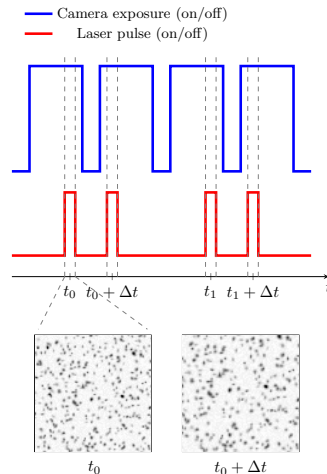 Camera exposure (on/off)
Laser pulse (on/off)
t₀ t₀ + Δt t₁ t₁ + Δt t
t₀ t₀ + Δt